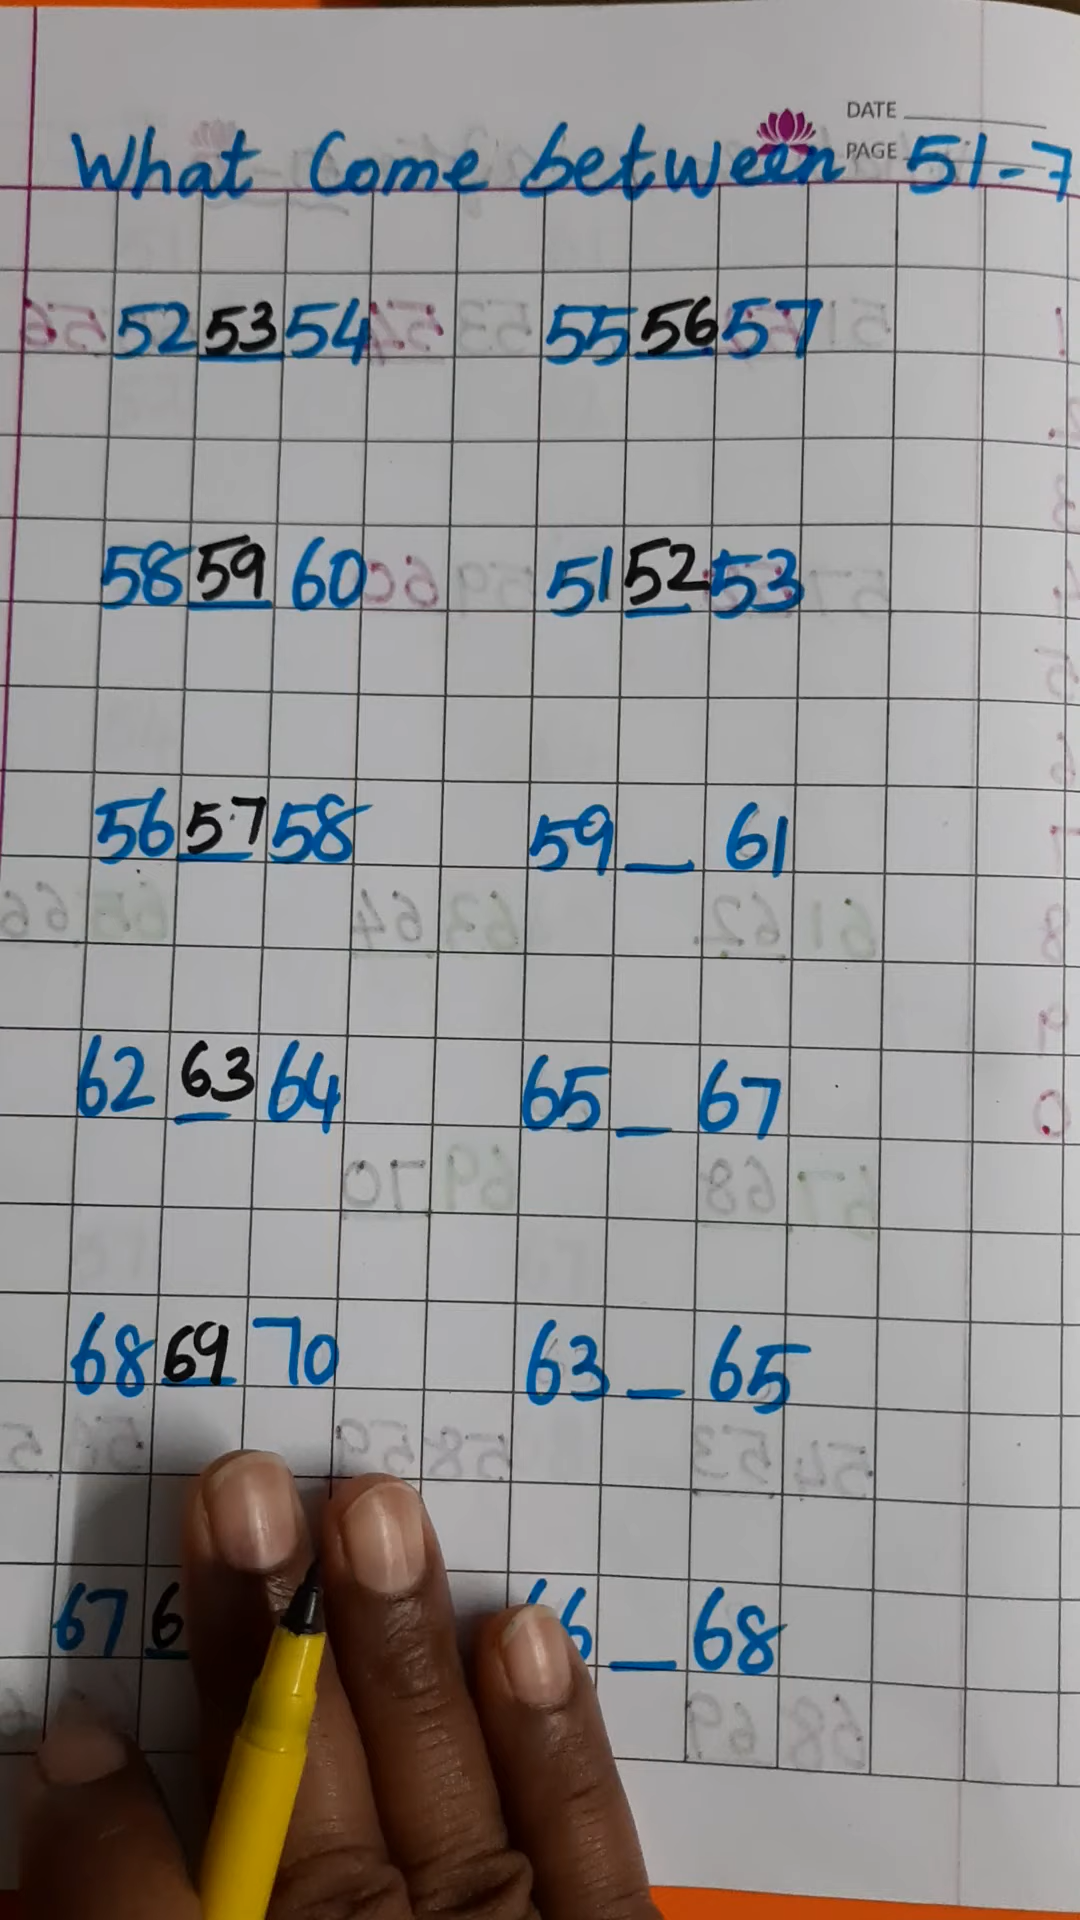 DATE
PAGE
What Come between 51-7
52 53 54 55 56 57
58 59 60 51 52 53
56 57 58 59 _ 61
62 63 64 65 _ 67
68 69 70 63 _ 65
67 6 66 _ 68